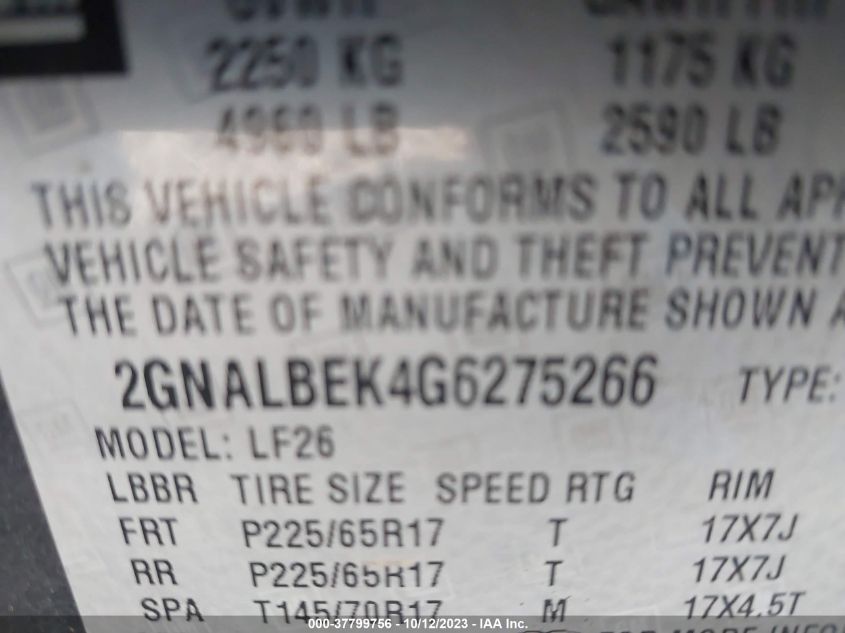 2250 KG 1175 KG
4960 LB 2590 LB
THIS VEHICLE CONFORMS TO ALL
VEHICLE SAFETY AND THEFT PREVENT
THE DATE OF MANUFACTURE SHOWN
2GNALBEK4G6275266 TYPE:
MODEL: LF26
LBBR TIRE SIZE SPEED RTG RIM
FRT P225/65R17 T 17X7J
RR P225/65R17 T 17X7J
SPA T145/70R17 M 17X4.5T
000-37799756 - 10/12/2023 - IAA Inc.